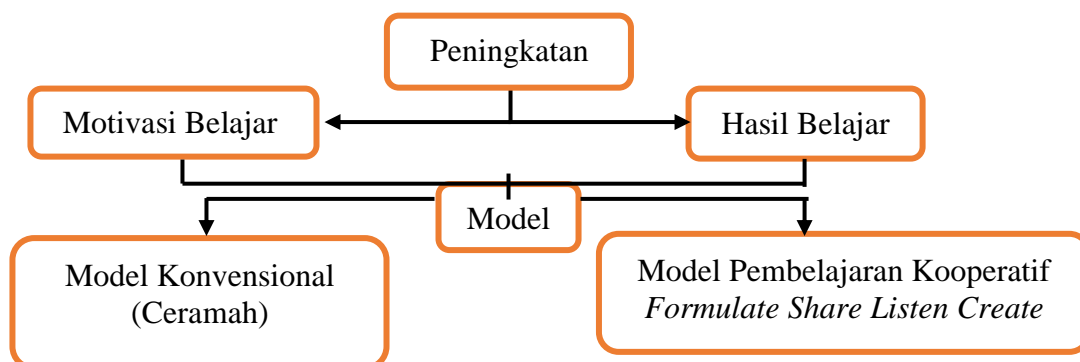 Peningkatan
Motivasi Belajar
Hasil Belajar
Model
Model Konvensional
(Ceramah)
Model Pembelajaran Kooperatif
Formulate Share Listen Create